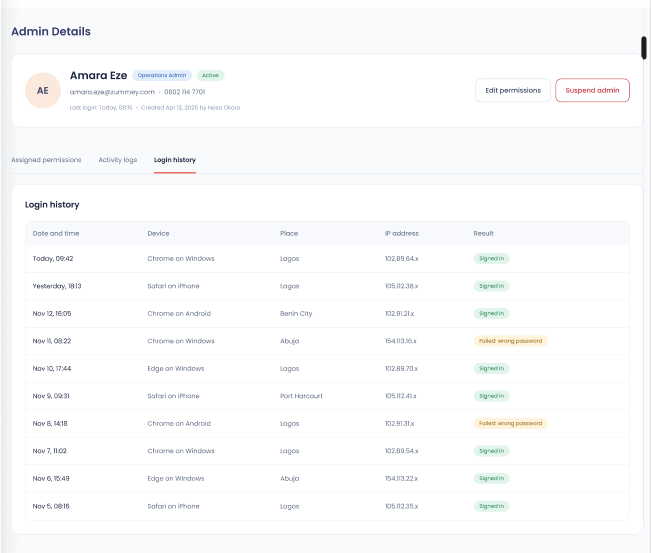 Admin Details
AE
Amara Eze Operations Admin Active
amara.eze@zummey.com · 0802 114 7701
Last login: Today, 08:15 · Created Apr 12, 2026 by Nosa Okoro
Edit permissions Suspend admin
Assigned permissions Activity logs Login history
Login history
Date and time Device Place IP address Result
Today, 09:42 Chrome on Windows Lagos 102.89.64.x Signed in
Yesterday, 18:13 Safari on iPhone Lagos 105.112.38.x Signed in
Nov 12, 16:05 Chrome on Android Benin City 102.91.21.x Signed in
Nov 11, 08:22 Chrome on Windows Abuja 154.113.16.x Failed: wrong password
Nov 10, 17:44 Edge on Windows Lagos 102.89.70.x Signed in
Nov 9, 09:31 Safari on iPhone Port Harcourt 105.112.41.x Signed in
Nov 8, 14:18 Chrome on Android Lagos 102.91.31.x Failed: wrong password
Nov 7, 11:02 Chrome on Windows Lagos 102.89.54.x Signed in
Nov 6, 15:49 Edge on Windows Abuja 154.113.22.x Signed in
Nov 5, 08:16 Safari on iPhone Lagos 105.112.35.x Signed in